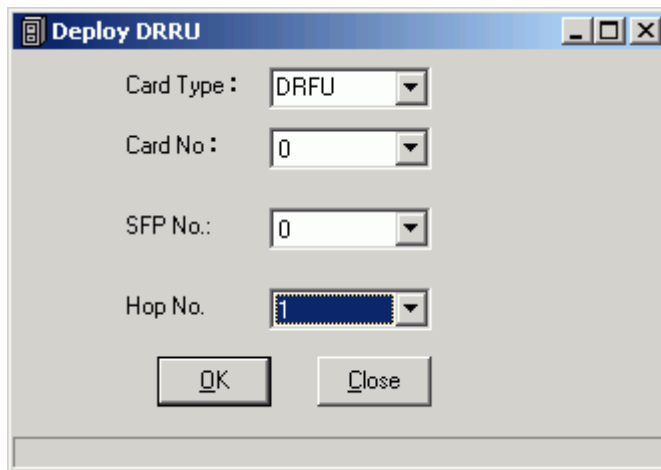 Deploy DRRU
Card Type: DRFU
Card No: 0
SFP No.: 0
Hop No. 1
OK Close